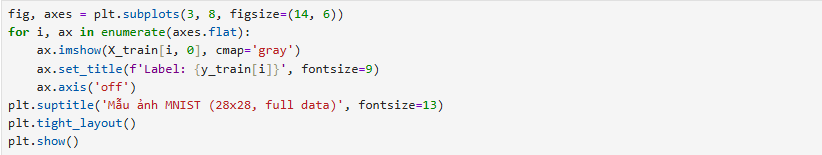 fig, axes = plt.subplots(3, 8, figsize=(14, 6))
for i, ax in enumerate(axes.flat):
    ax.imshow(X_train[i, 0], cmap='gray')
    ax.set_title(f'Label: {y_train[i]}', fontsize=9)
    ax.axis('off')
plt.suptitle('Mẫu ảnh MNIST (28x28, full data)', fontsize=13)
plt.tight_layout()
plt.show()